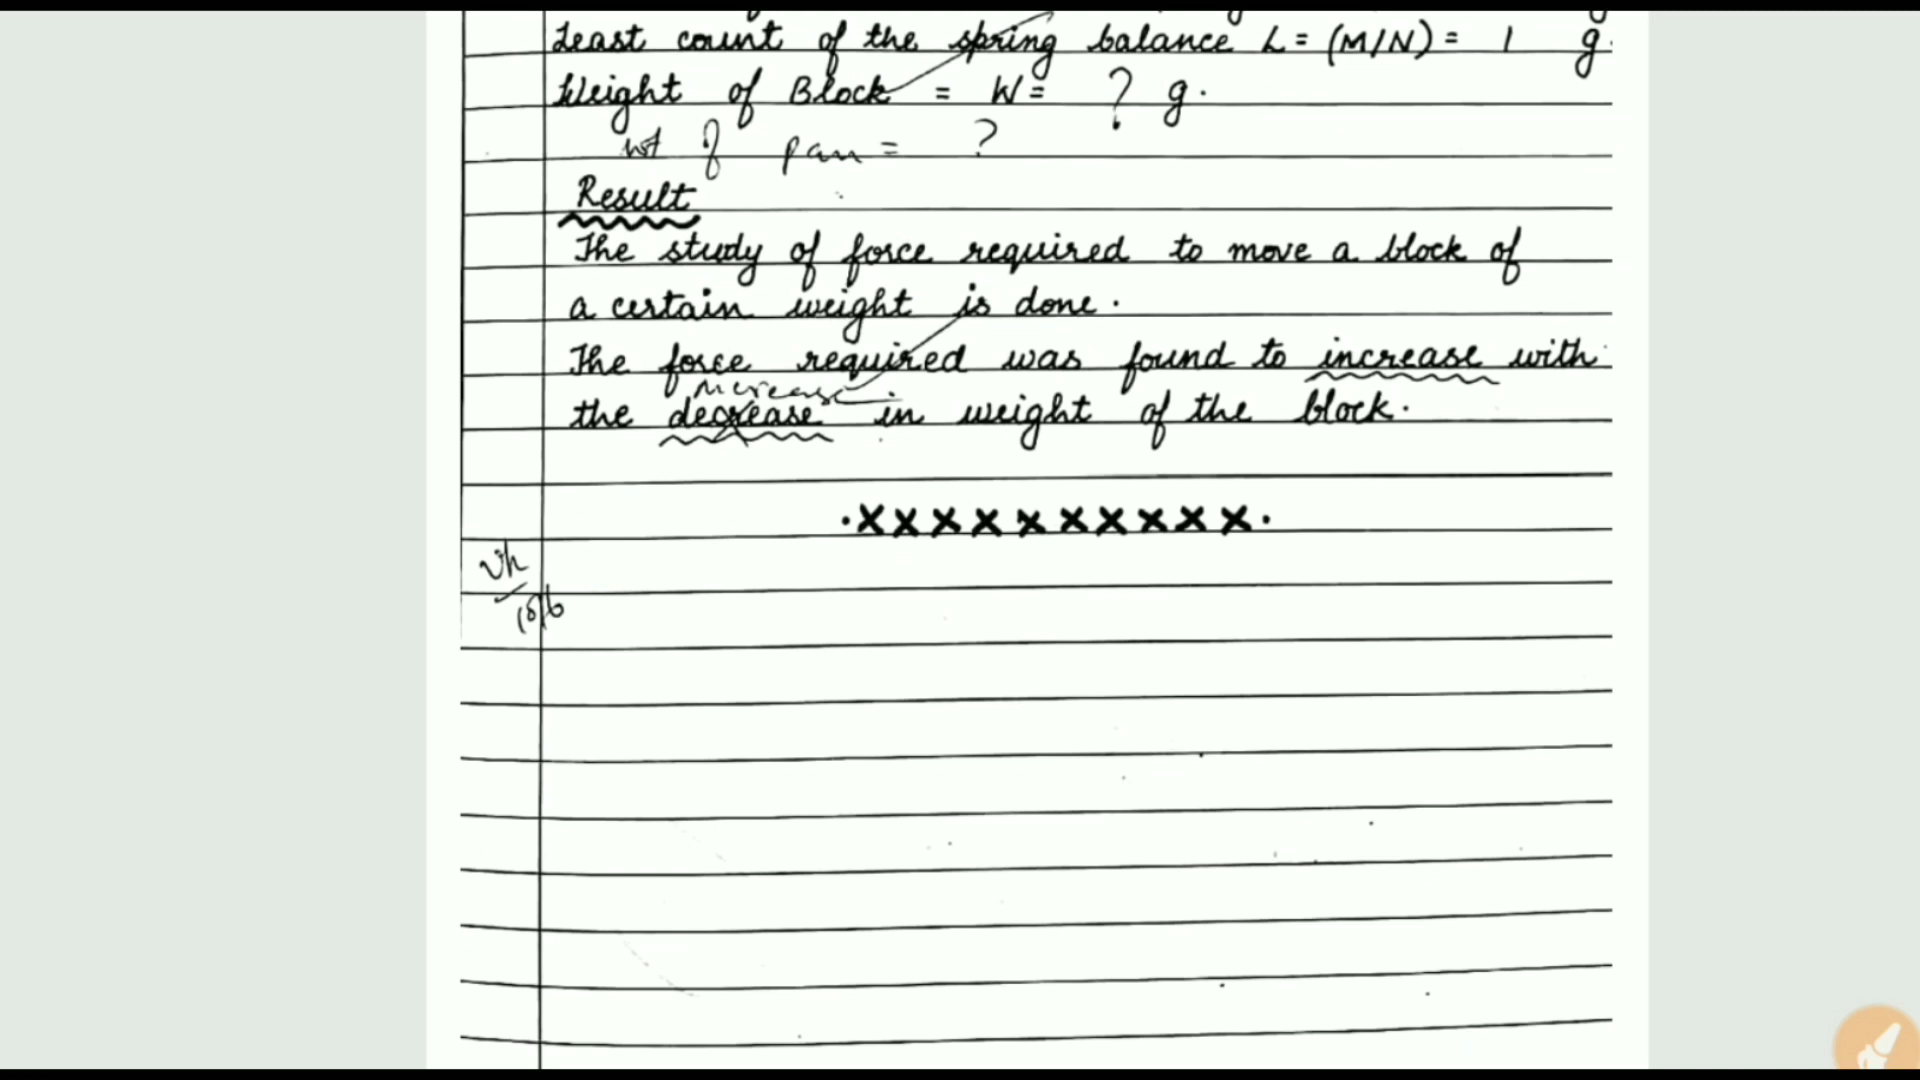 Least count of the spring balance L = (M/N) = 1 g.
Weight of Block = W = ? g.
wt of pan = ?
Result
The study of force required to move a block of
a certain weight is done.
The force required was found to increase with
increase
the decrease in weight of the block.
.xxxxxxxxxx.